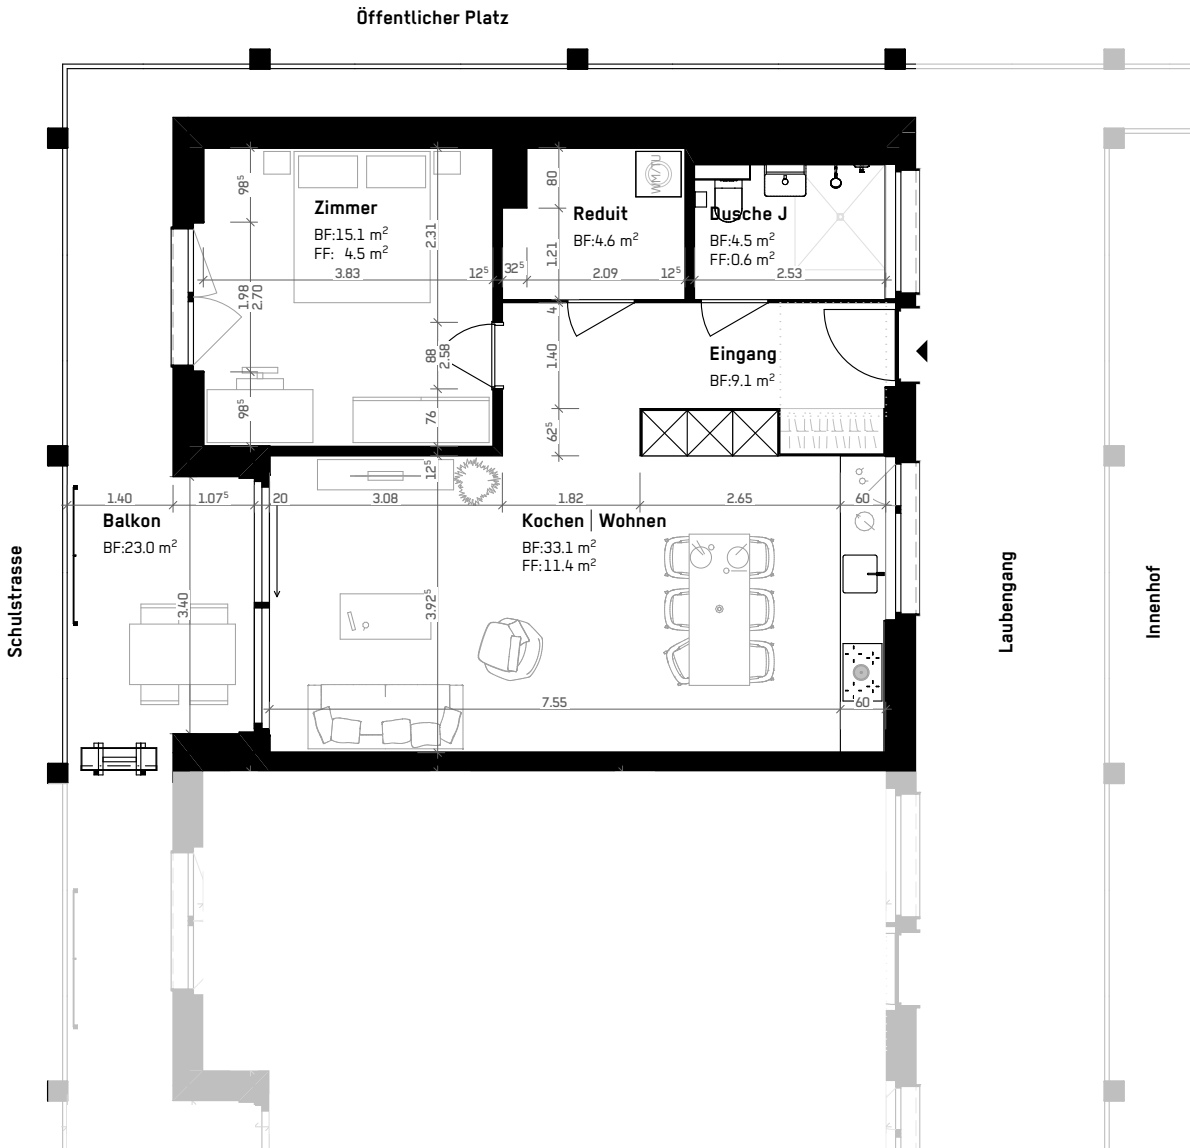 Öffentlicher Platz
98⁵
80
WM/TU
Zimmer
BF:15.1 m²
FF: 4.5 m²
2.31
Reduit
BF:4.6 m²
1.21
Dusche J
BF:4.5 m²
FF:0.6 m²
3.83
12⁵
32⁵
2.09
12⁵
2.53
1.98
2.70
4
88
2.58
1.40
Eingang
BF:9.1 m²
98⁵
76
62⁵
12⁵
1.40
1.07⁵
20
3.08
1.82
2.65
60
Balkon
BF:23.0 m²
Kochen | Wohnen
BF:33.1 m²
FF:11.4 m²
Schulstrasse
3.40
3.92⁵
Laubengang
Innenhof
7.55
60